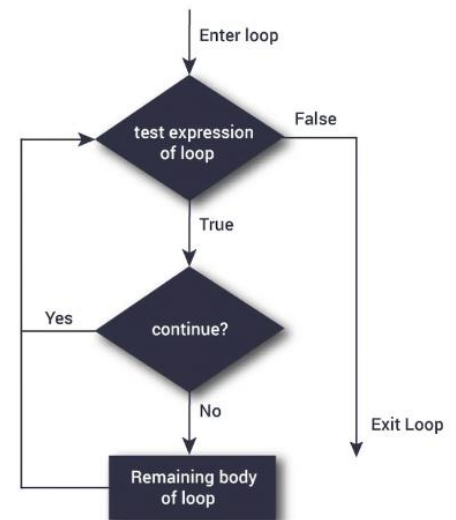 Enter loop
test expression
of loop
False
True
continue?
Yes
No
Exit Loop
Remaining body
of loop